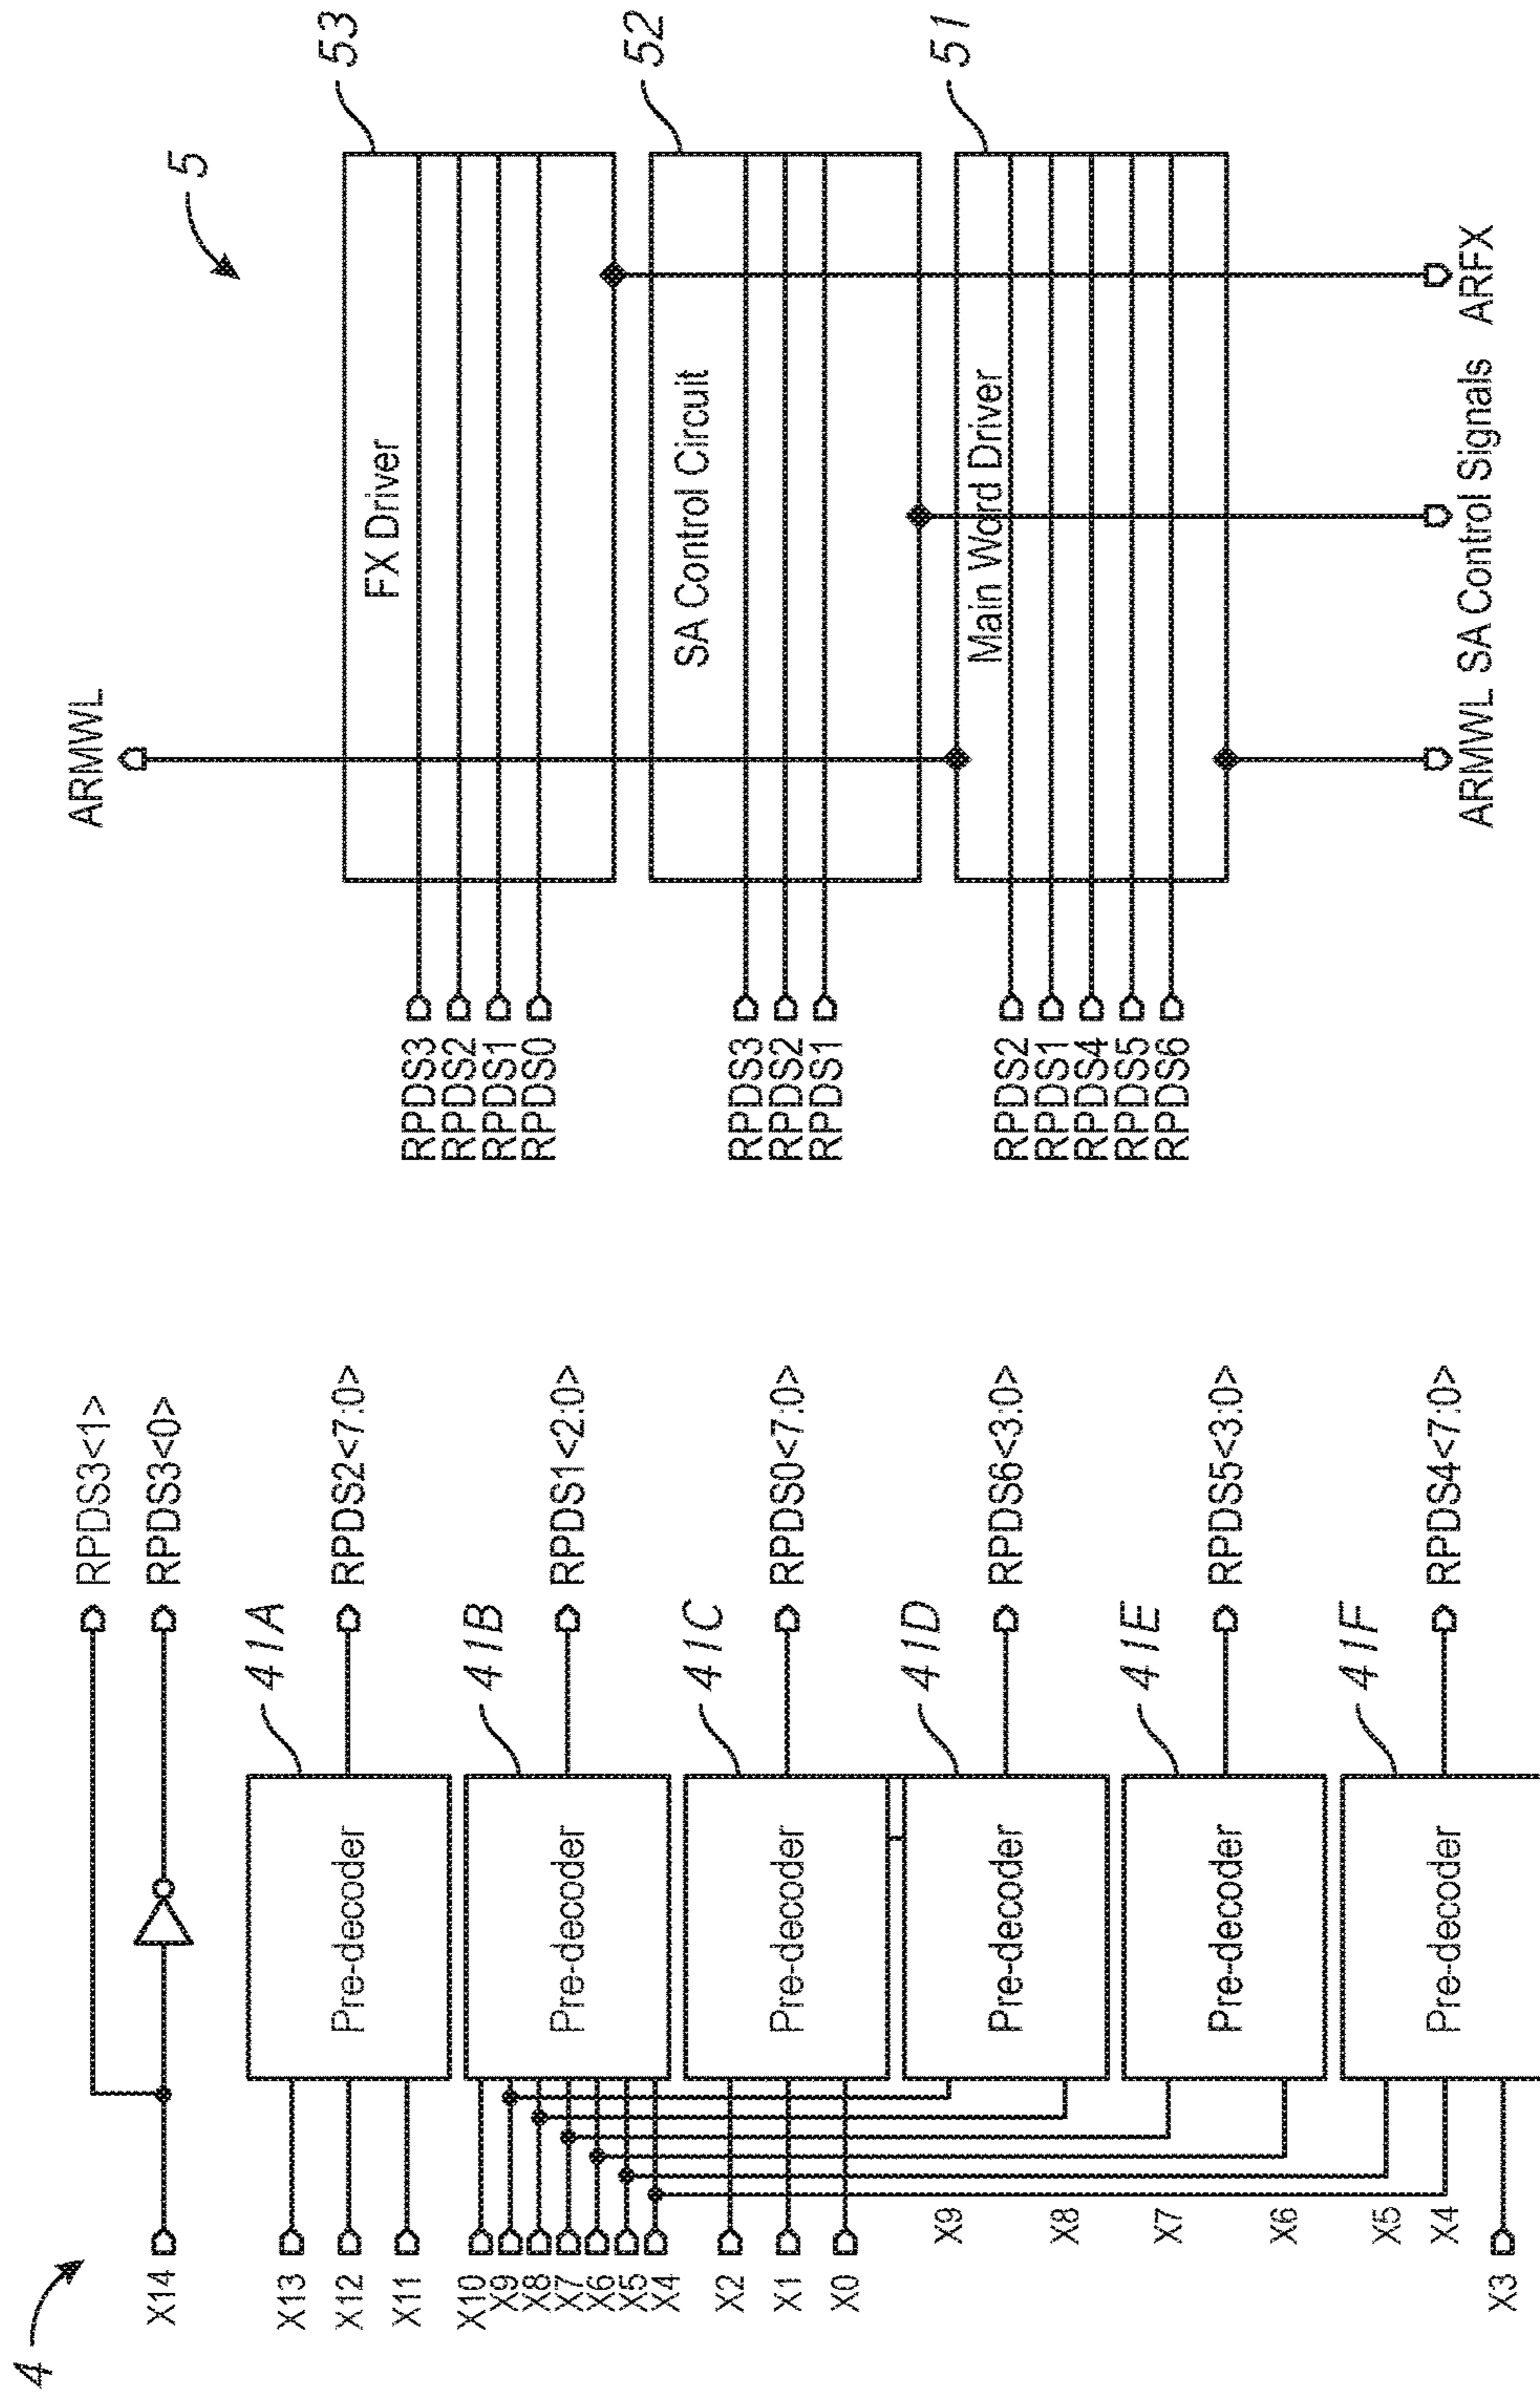 4
X14
RPDS3<1>
RPDS3<0>
X13
X12
X11
Pre-decoder
41A
RPDS2<7:0>
X10
X9
X8
X7
X6
X5
X4
Pre-decoder
41B
RPDS1<2:0>
X2
X1
X0
Pre-decoder
41C
RPDS0<7:0>
X9
X8
Pre-decoder
41D
RPDS6<3:0>
X7
X6
Pre-decoder
41E
RPDS5<3:0>
X5
X4
X3
Pre-decoder
41F
RPDS4<7:0>
5
ARMWL
RPDS3
RPDS2
RPDS1
RPDS0
FX Driver
53
RPDS3
RPDS2
RPDS1
SA Control Circuit
52
RPDS2
RPDS1
RPDS4
RPDS5
RPDS6
Main Word Driver
51
ARMWL SA Control Signals ARFX